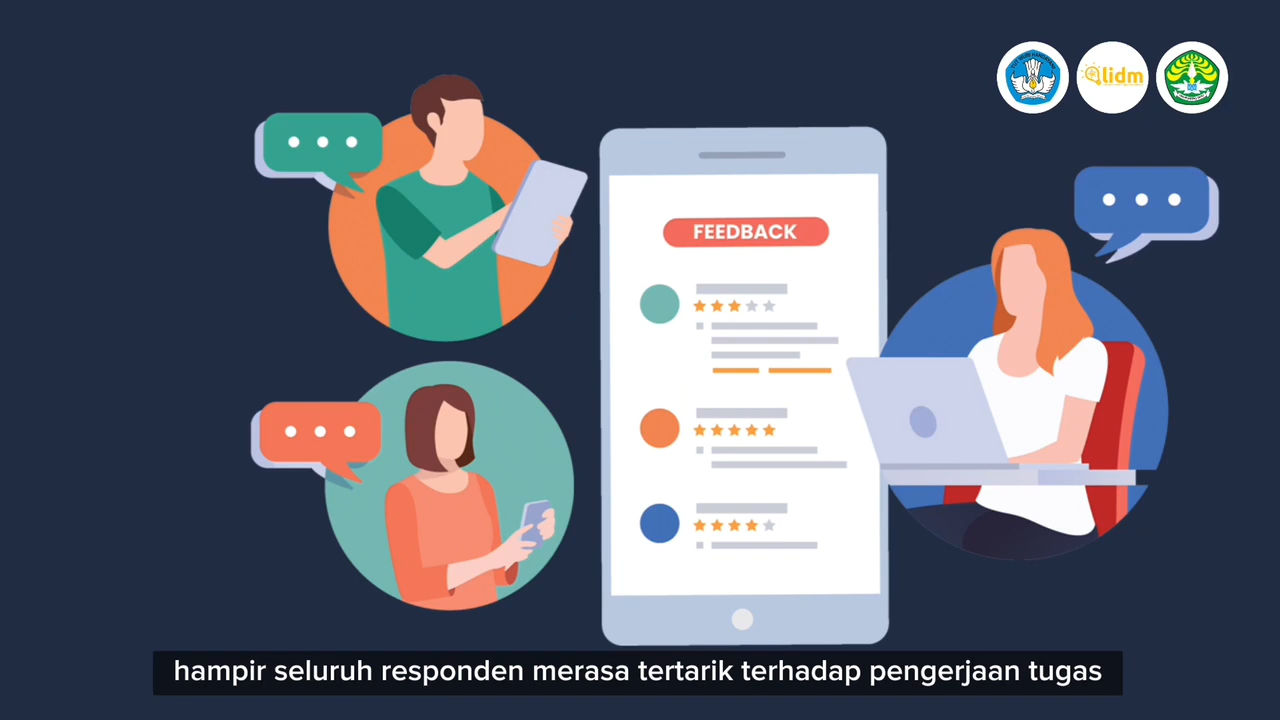 lidm
FEEDBACK
hampir seluruh responden merasa tertarik terhadap pengerjaan tugas